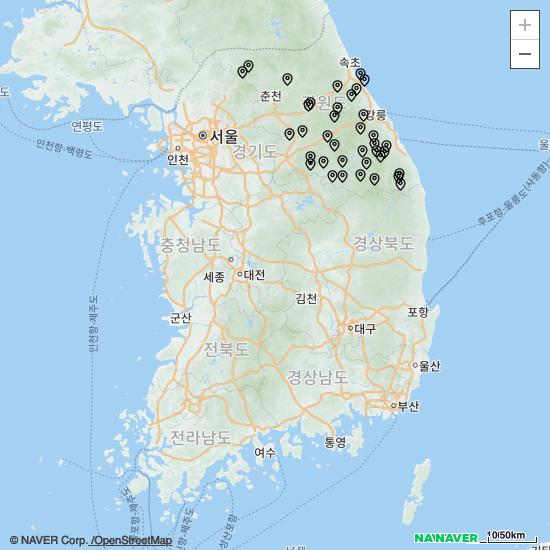 +
−
속초
춘천
강원도
강릉
연평도
서울
인천항-백령도
인천
경기도
울
후포항-울릉도(사동항)
충청남도
경상북도
세종
대전
김천
군산
포항
인천항-제주도
대구
전라북도
경상남도
울산
부산
전라남도
통영
여수
© NAVER Corp. /OpenStreetMap
NAVER
10/50km